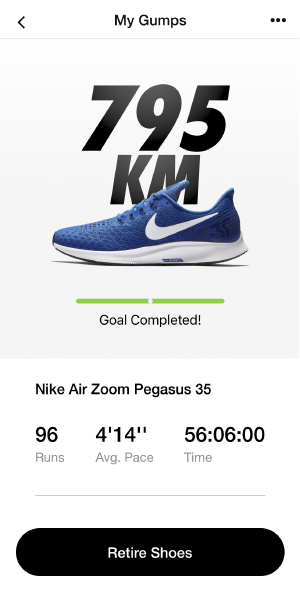 My Gumps
795
KM
Goal Completed!
Nike Air Zoom Pegasus 35
96 4'14'' 56:06:00
Runs Avg. Pace Time
Retire Shoes